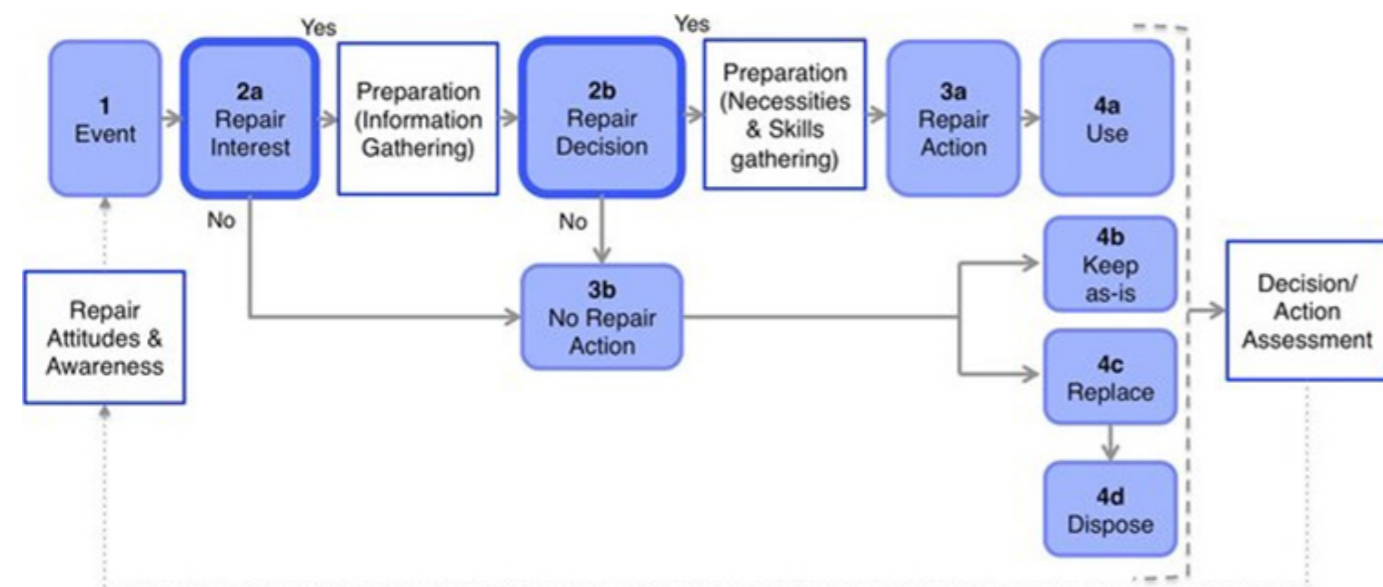 Yes
Yes
1
Event
2a
Repair
Interest
Preparation
(Information
Gathering)
2b
Repair
Decision
Preparation
(Necessities
& Skills
gathering)
3a
Repair
Action
4a
Use
No
No
Repair
Attitudes &
Awareness
3b
No Repair
Action
4b
Keep
as-is
4c
Replace
4d
Dispose
Decision/
Action
Assessment